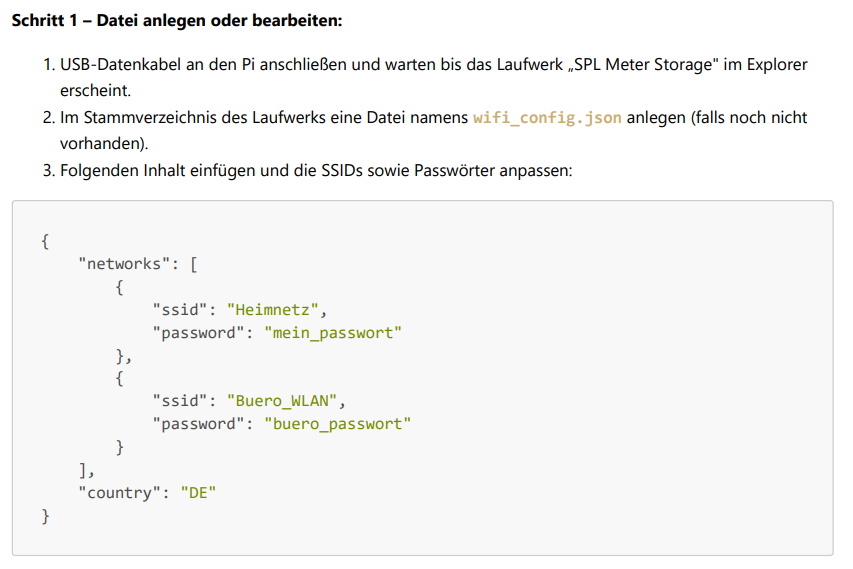 Schritt 1 – Datei anlegen oder bearbeiten:
1. USB-Datenkabel an den Pi anschließen und warten bis das Laufwerk „SPL Meter Storage" im Explorer
erscheint.
2. Im Stammverzeichnis des Laufwerks eine Datei namens wifi_config.json anlegen (falls noch nicht
vorhanden).
3. Folgenden Inhalt einfügen und die SSIDs sowie Passwörter anpassen:
{
    "networks": [
        {
            "ssid": "Heimnetz",
            "password": "mein_passwort"
        },
        {
            "ssid": "Buero_WLAN",
            "password": "buero_passwort"
        }
    ],
    "country": "DE"
}